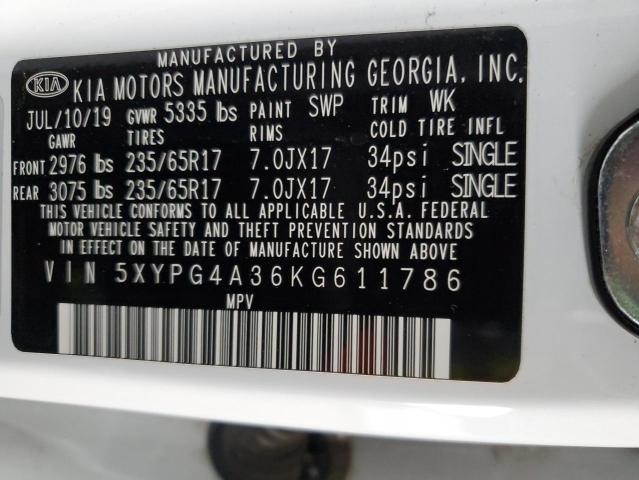 MANUFACTURED BY
KIA KIA MOTORS MANUFACTURING GEORGIA, INC.
JUL/10/19 GVWR 5335 lbs PAINT SWP TRIM WK
GAWR TIRES RIMS COLD TIRE INFL
FRONT 2976 lbs 235/65R17 7.0JX17 34psi SINGLE
REAR 3075 lbs 235/65R17 7.0JX17 34psi SINGLE
THIS VEHICLE CONFORMS TO ALL APPLICABLE U.S.A. FEDERAL
MOTOR VEHICLE SAFETY AND THEFT PREVENTION STANDARDS
IN EFFECT ON THE DATE OF MANUFACTURE SHOWN ABOVE.
VIN 5XYPG4A36KG611786
MPV